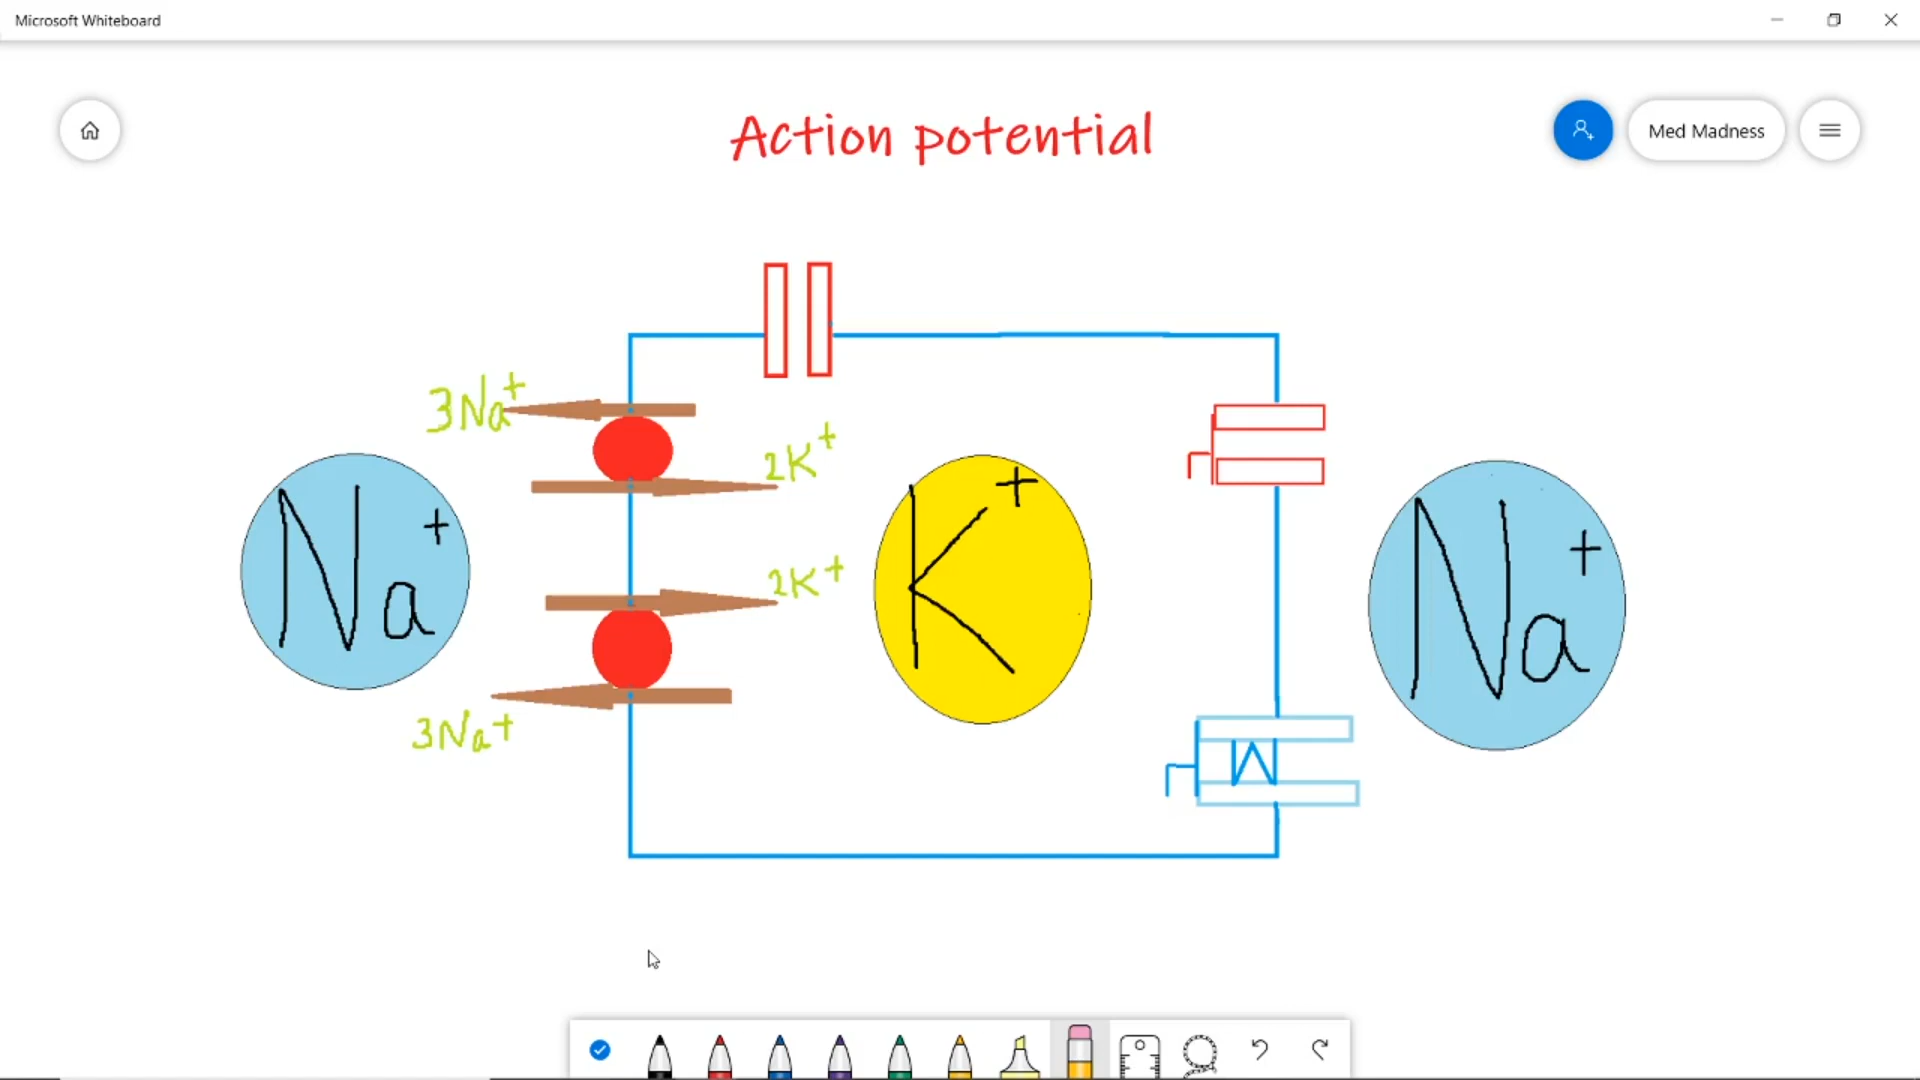 Microsoft Whiteboard
Action potential
Med Madness
3Na+
2K+
Na+
K+
Na+
2K+
3Na+